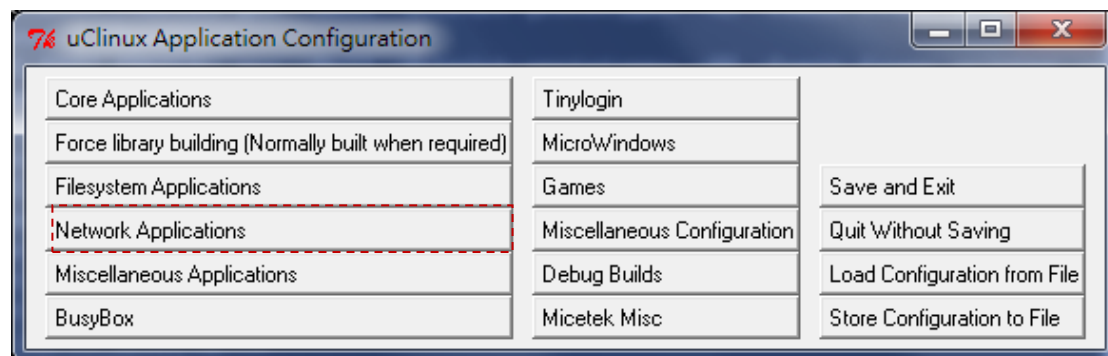 uClinux Application Configuration
Core Applications
Force library building (Normally built when required)
Filesystem Applications
Network Applications
Miscellaneous Applications
BusyBox
Tinylogin
MicroWindows
Games
Miscellaneous Configuration
Debug Builds
Micetek Misc
Save and Exit
Quit Without Saving
Load Configuration from File
Store Configuration to File